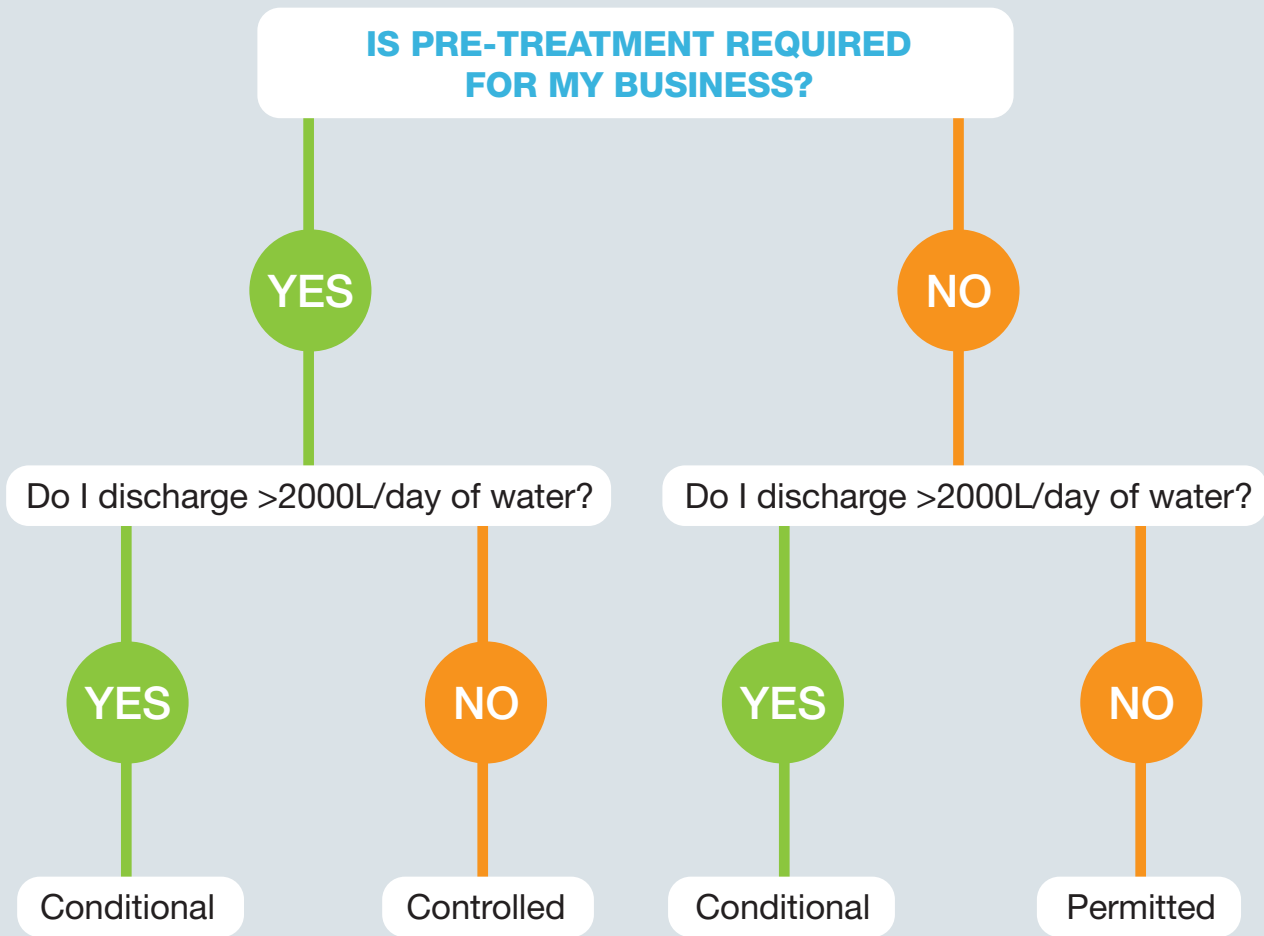 IS PRE-TREATMENT REQUIRED
FOR MY BUSINESS?
YES
NO
Do I discharge >2000L/day of water?
Do I discharge >2000L/day of water?
YES
NO
YES
NO
Conditional
Controlled
Conditional
Permitted